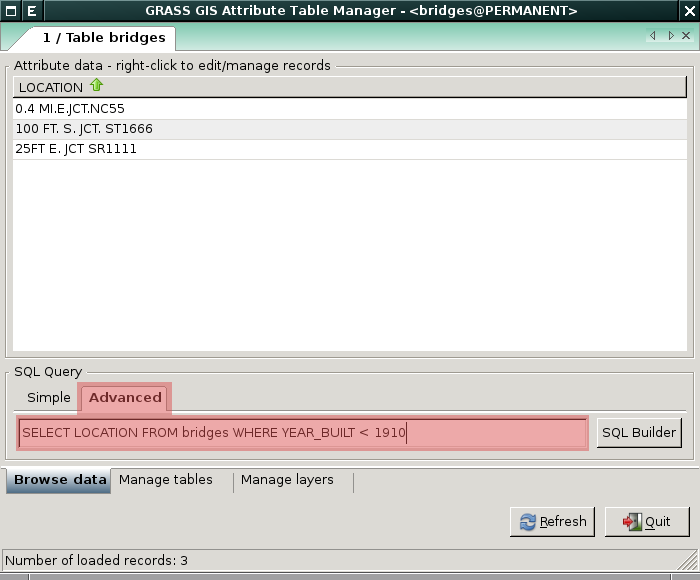 E GRASS GIS Attribute Table Manager - <bridges@PERMANENT>
1 / Table bridges
Attribute data - right-click to edit/manage records
LOCATION
0.4 MI.E.JCT.NC55
100 FT. S. JCT. ST1666
25FT E. JCT SR1111
SQL Query
Simple Advanced
SELECT LOCATION FROM bridges WHERE YEAR_BUILT < 1910 SQL Builder
Browse data Manage tables Manage layers
Refresh Quit
Number of loaded records: 3